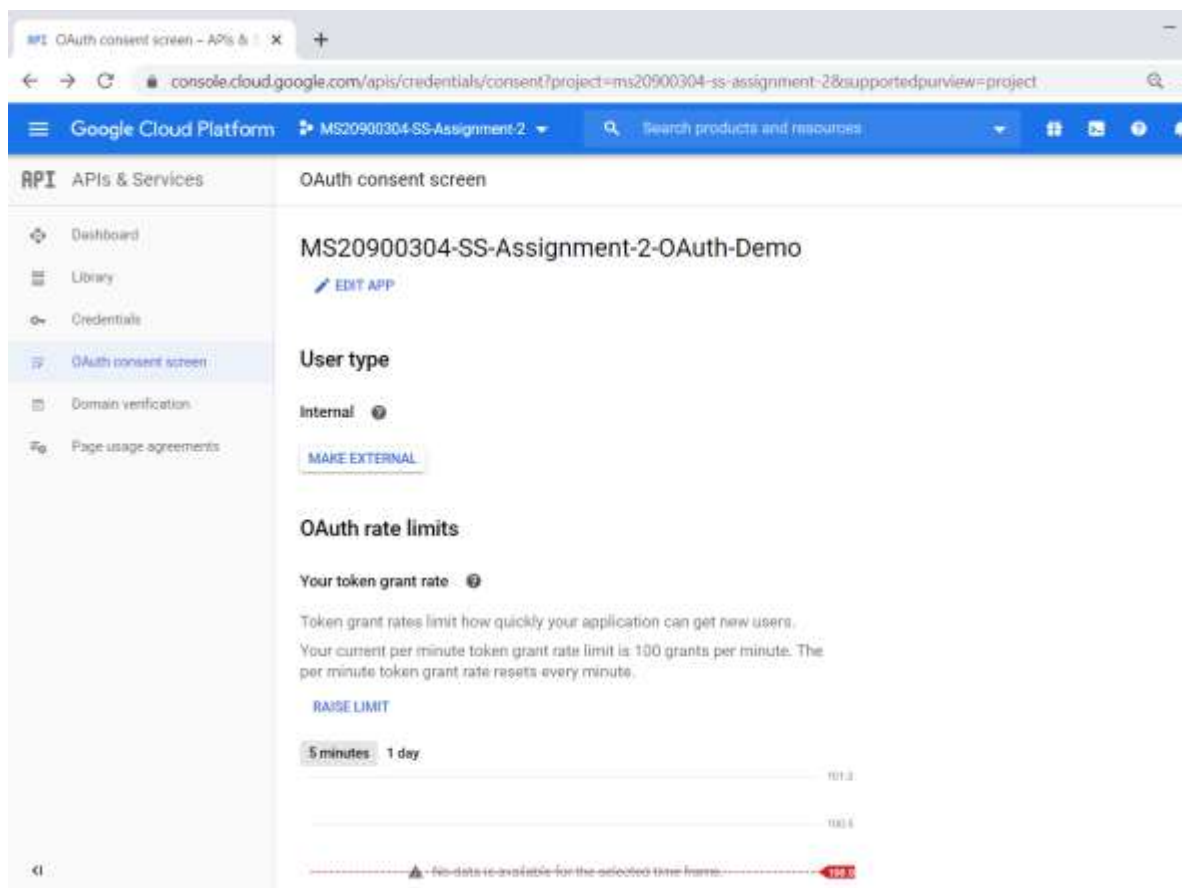 API OAuth consent screen – APIs & S
console.cloud.google.com/apis/credentials/consent?project=ms20900304-ss-assignment-2&supportedpurview=project
Google Cloud Platform MS20900304-SS-Assignment-2 Search products and resources
API APIs & Services
OAuth consent screen
Dashboard
Library
Credentials
OAuth consent screen
Domain verification
Page usage agreements
MS20900304-SS-Assignment-2-OAuth-Demo
EDIT APP
User type
Internal
MAKE EXTERNAL
OAuth rate limits
Your token grant rate
Token grant rates limit how quickly your application can get new users.
Your current per minute token grant rate limit is 100 grants per minute. The
per minute token grant rate resets every minute.
RAISE LIMIT
5 minutes 1 day
No data is available for the selected time frame.